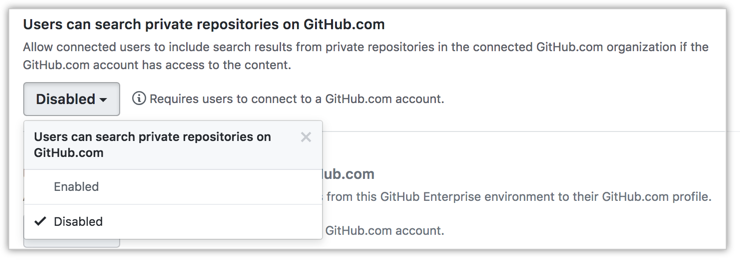 Users can search private repositories on GitHub.com
Allow connected users to include search results from private repositories in the connected GitHub.com organization if the
GitHub.com account has access to the content.
Disabled
Requires users to connect to a GitHub.com account.
Users can search private repositories on
GitHub.com
Enabled
Disabled
ub.com
from this GitHub Enterprise environment to their GitHub.com profile.
GitHub.com account.